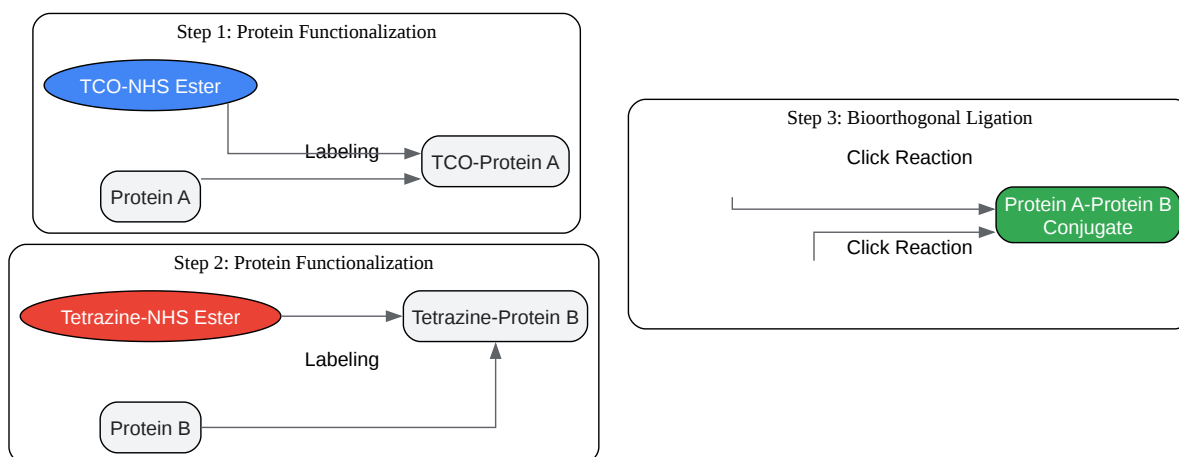 Step 1: Protein Functionalization
TCO-NHS Ester
Labeling
TCO-Protein A
Protein A
Step 2: Protein Functionalization
Tetrazine-NHS Ester
Tetrazine-Protein B
Labeling
Protein B
Step 3: Bioorthogonal Ligation
Click Reaction
Protein A-Protein B
Conjugate
Click Reaction